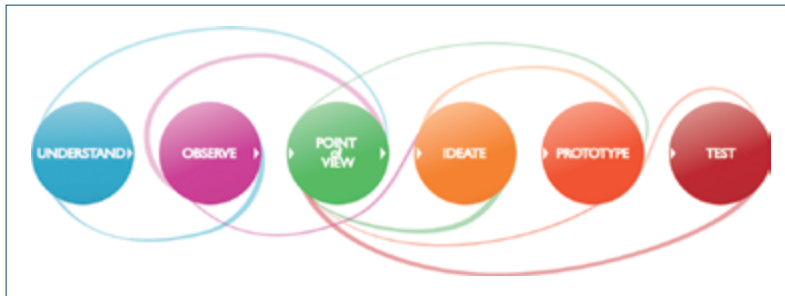 UNDERSTAND
OBSERVE
POINT
of
VIEW
IDEATE
PROTOTYPE
TEST